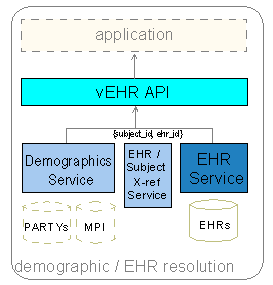 application
vEHR API
{subject_id, ehr_id}
Demographics
Service
EHR /
Subject
X-ref
Service
EHR
Service
PARTYs
MPI
EHRs
demographic / EHR resolution